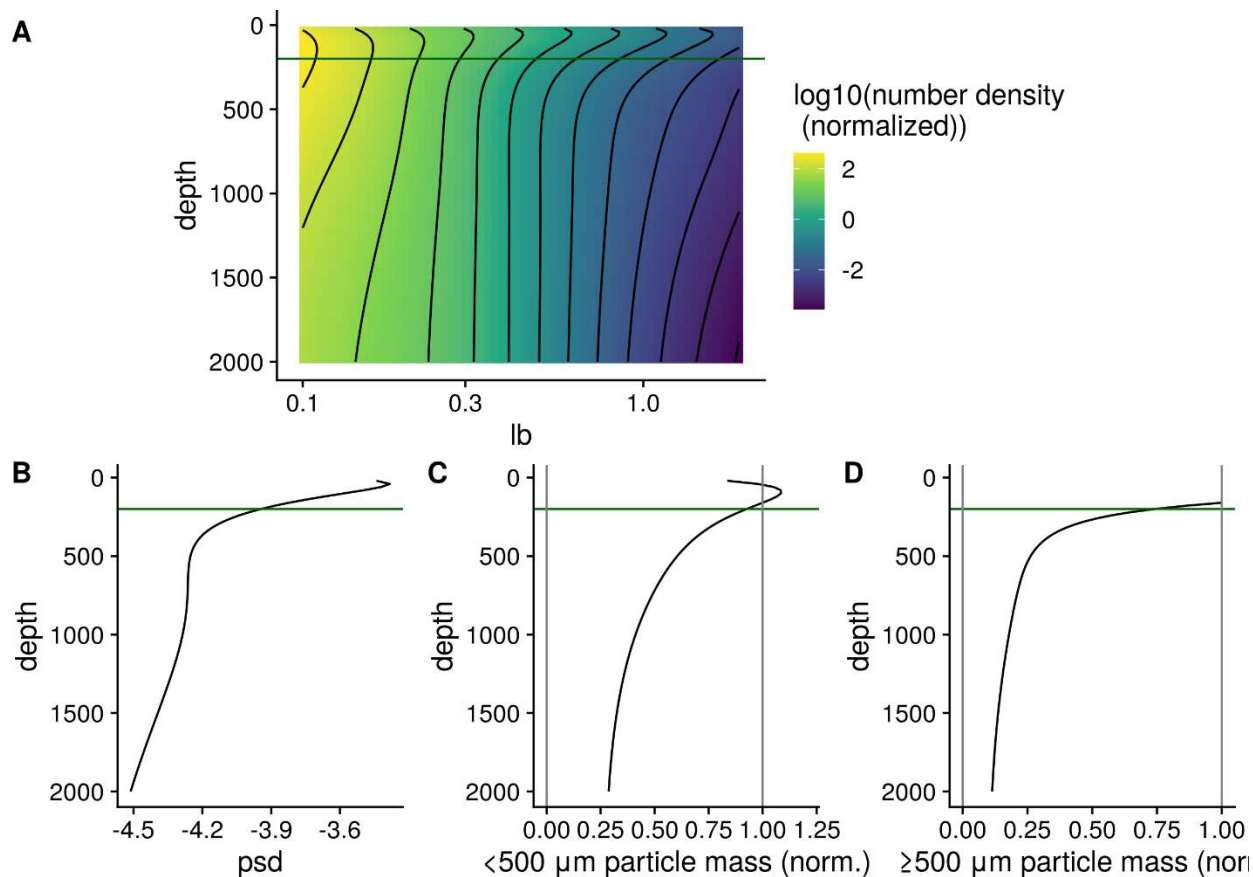 A
0
500
1000
1500
2000
depth
0.1
0.3
1.0
lb
log10(number density
(normalized))
2
0
-2
B
0
500
1000
1500
2000
depth
-4.5
-4.2
-3.9
-3.6
psd
C
0
500
1000
1500
2000
depth
0.00
0.25
0.50
0.75
1.00
1.25
<500 µm particle mass (norm.)
D
0
500
1000
1500
2000
depth
0.00
0.25
0.50
0.75
1.00
≥500 µm particle mass (nor